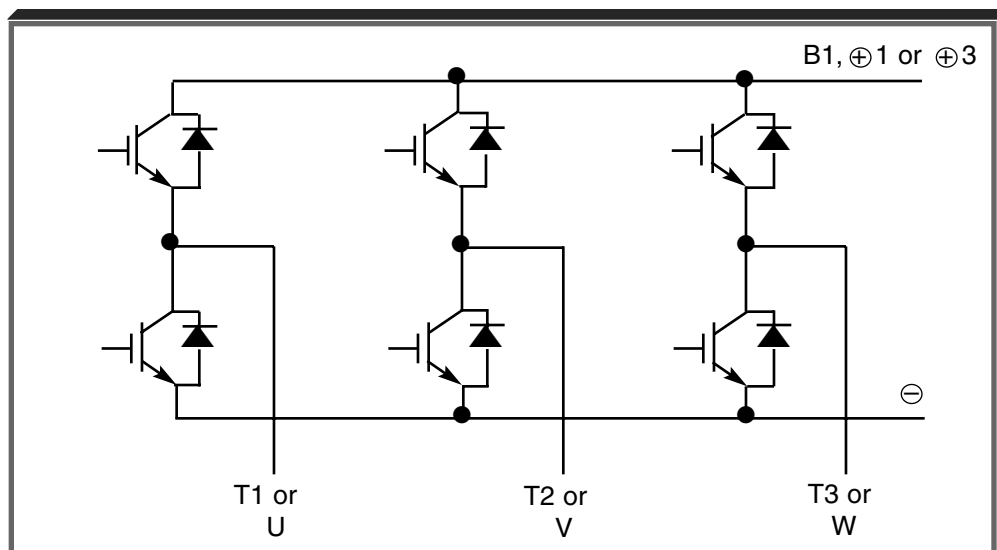 B1, ⊕1 or ⊕3
⊖
T1 or
U
T2 or
V
T3 or
W